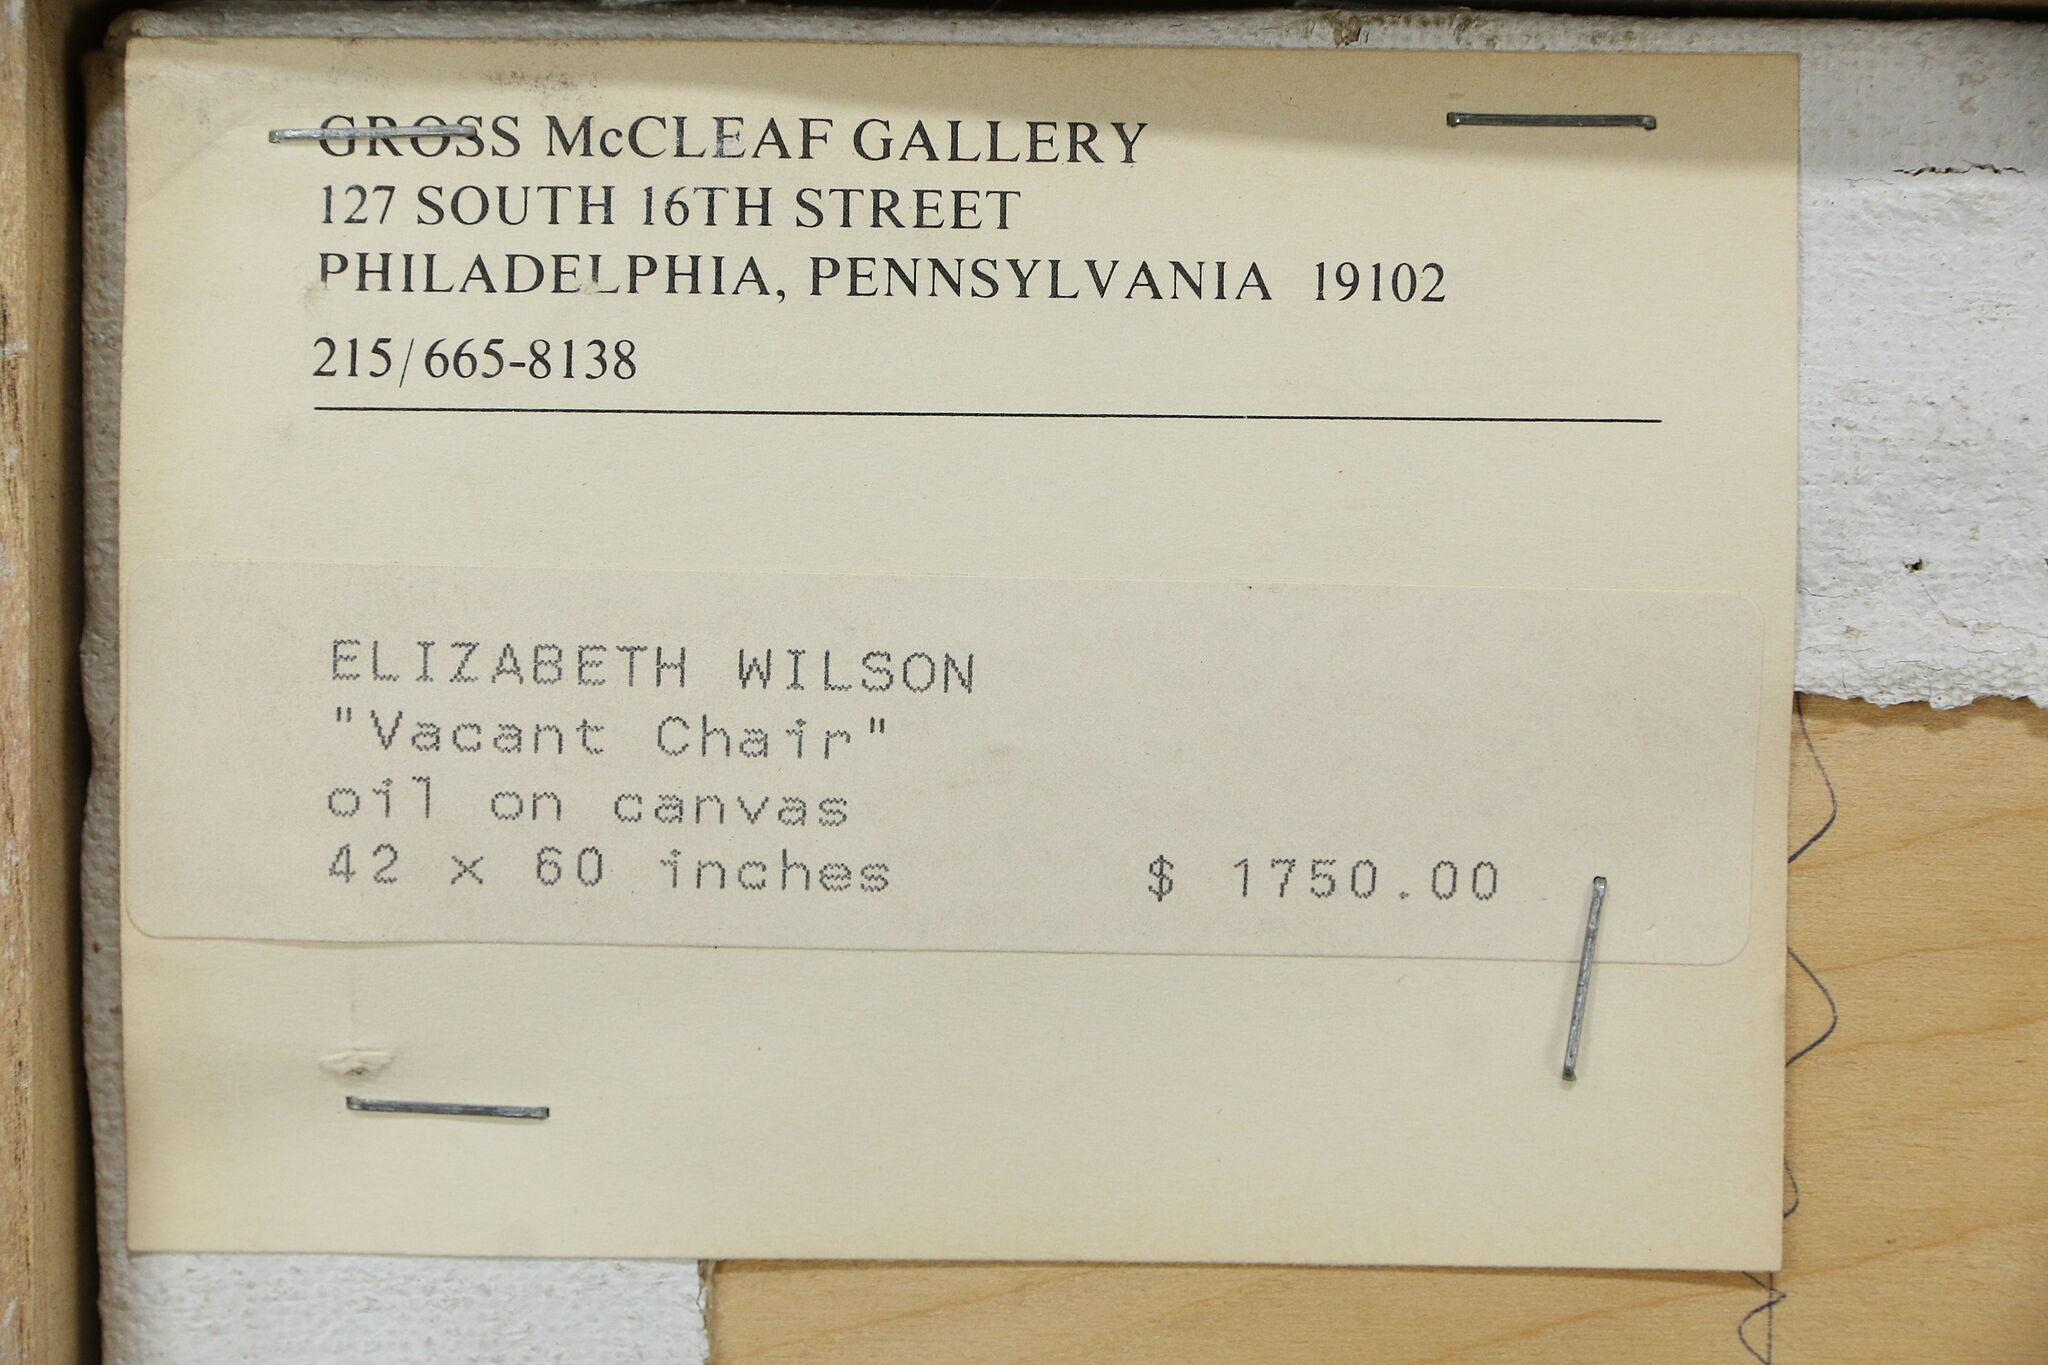 GROSS McCLEAF GALLERY
127 SOUTH 16TH STREET
PHILADELPHIA, PENNSYLVANIA 19102
215/665-8138
ELIZABETH WILSON
"Vacant Chair"
oil on canvas
42 x 60 inches $ 1750.00